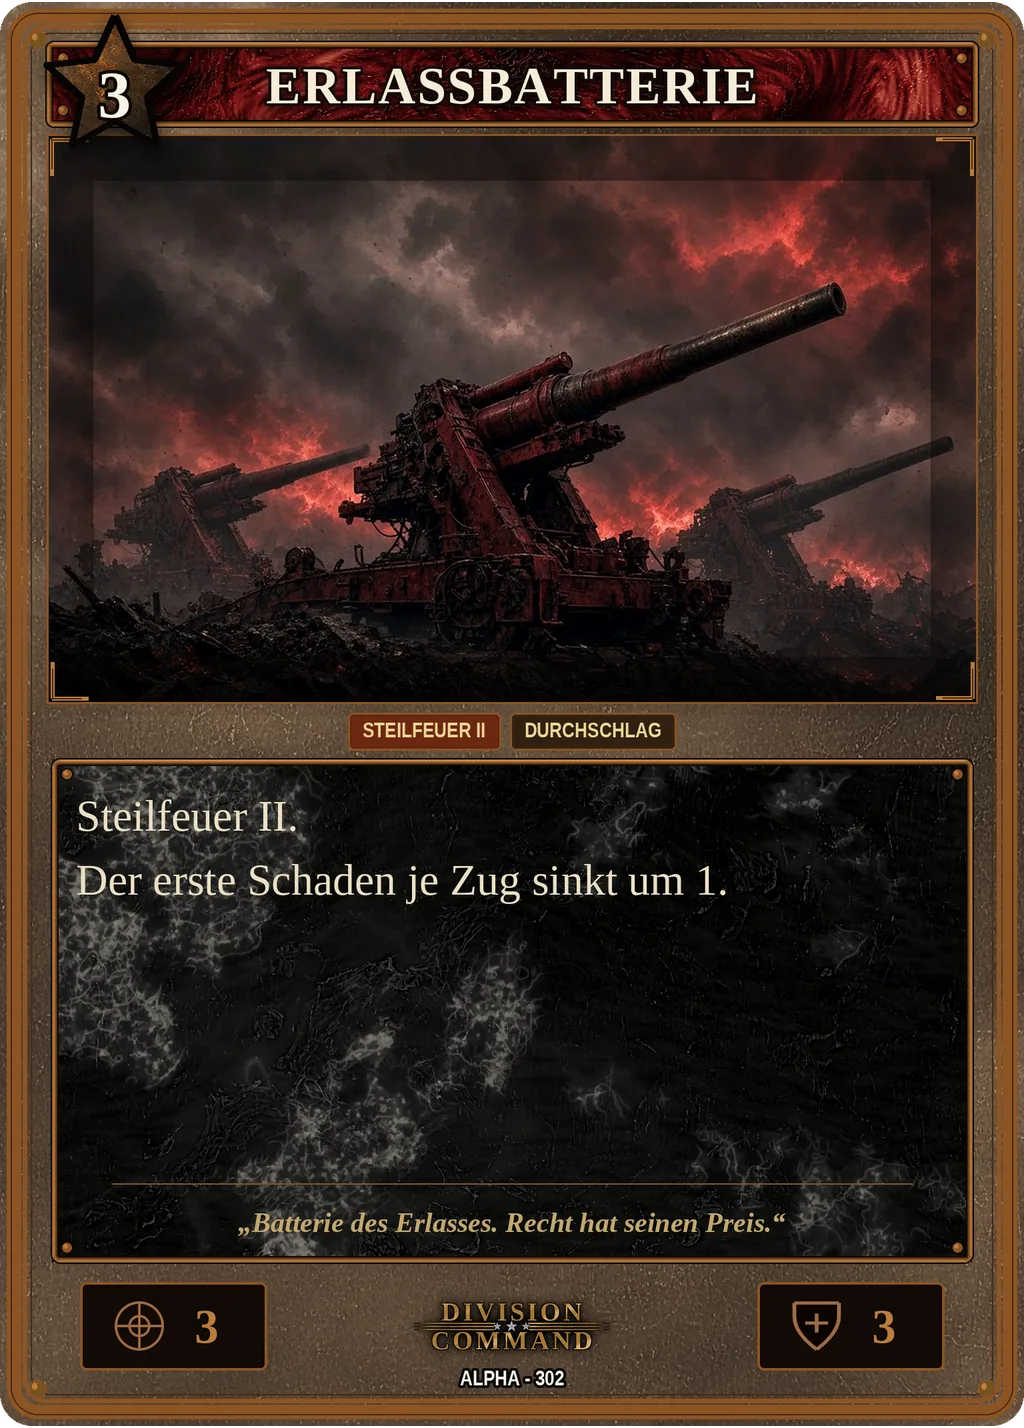 3
ERLASSBATTERIE
STEILFEUER II
DURCHSCHLAG
Steilfeuer II.
Der erste Schaden je Zug sinkt um 1.
„Batterie des Erlasses. Recht hat seinen Preis.“
3
DIVISION
COMMAND
3
ALPHA - 302